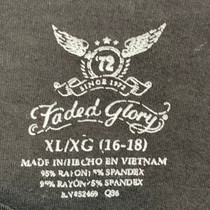 72
SINCE 1972
Faded Glory
XL/XG (16-18)
MADE IN/HECHO EN VIETNAM
95% RAYON/5% SPANDEX
95% RAYON/5% SPANDEX